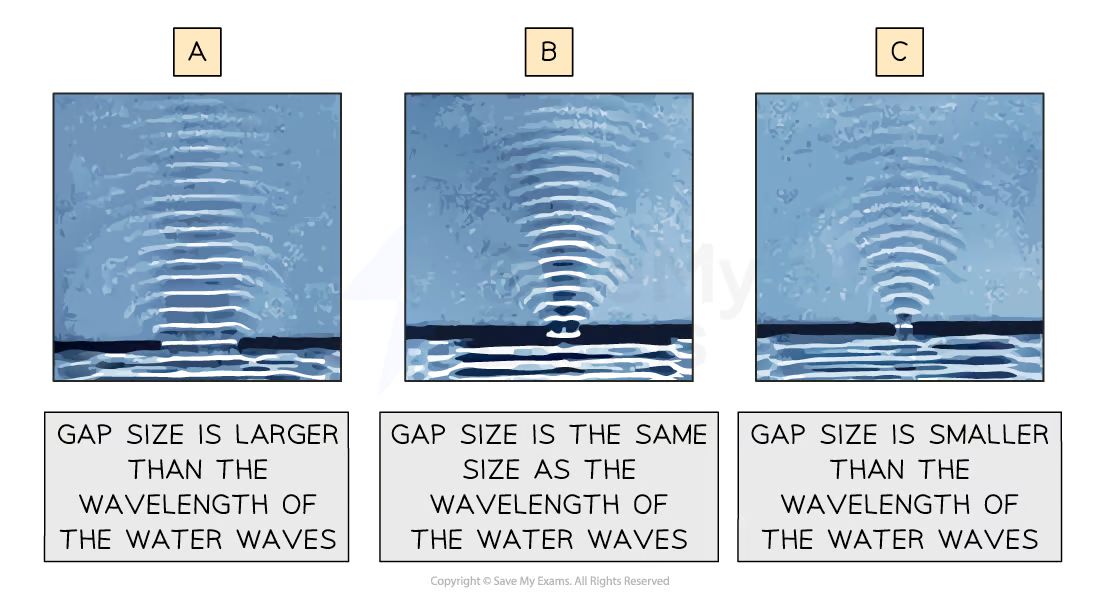 A
B
C
GAP SIZE IS LARGER
THAN THE
WAVELENGTH OF
THE WATER WAVES
GAP SIZE IS THE SAME
SIZE AS THE
WAVELENGTH OF
THE WATER WAVES
GAP SIZE IS SMALLER
THAN THE
WAVELENGTH OF
THE WATER WAVES
Copyright © Save My Exams. All Rights Reserved